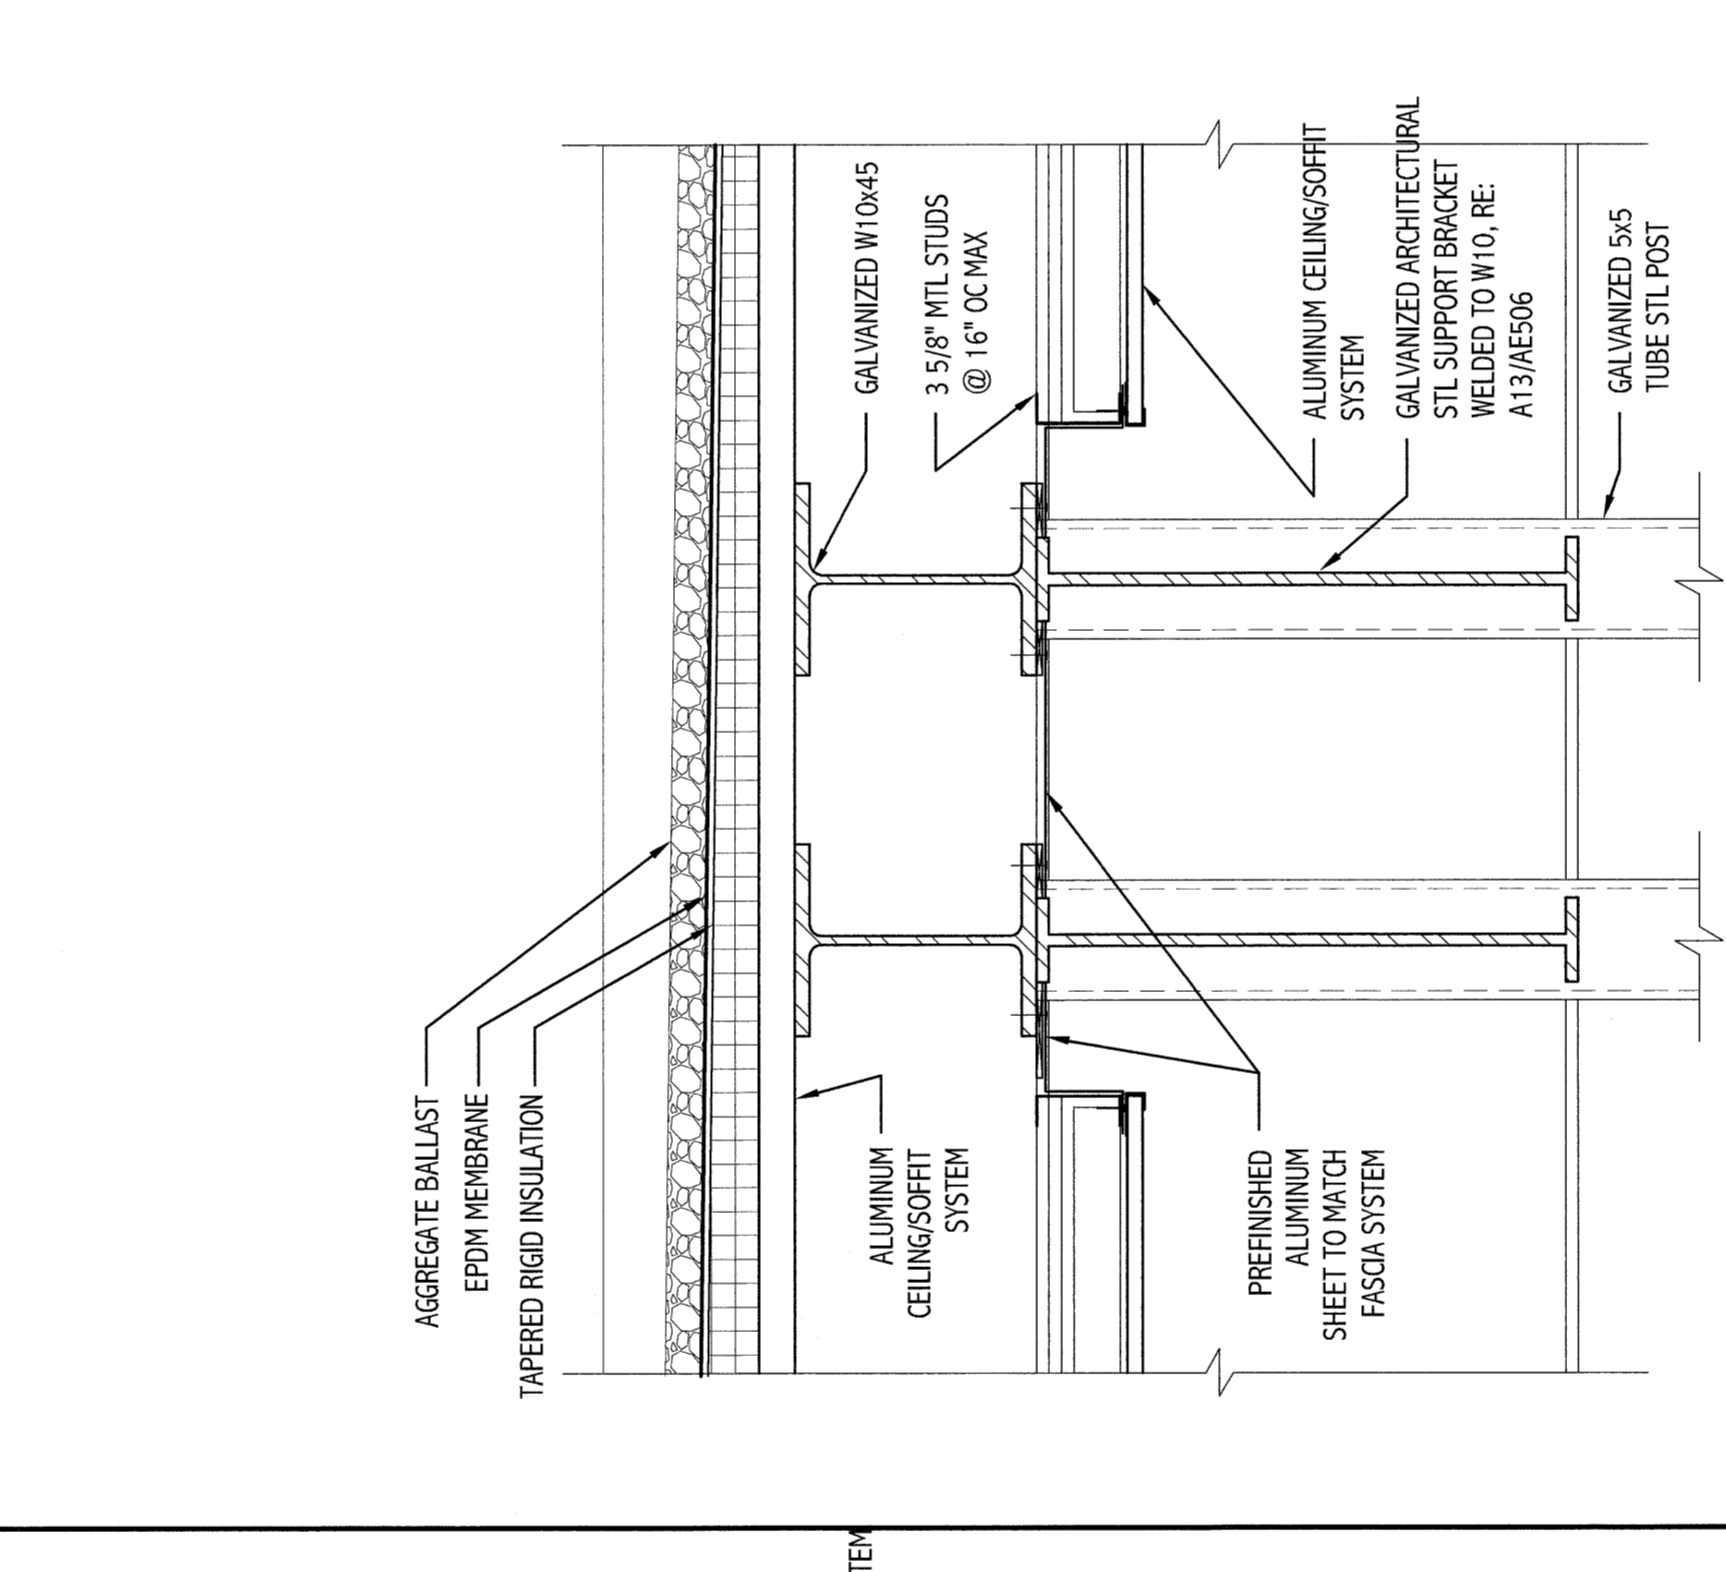 AGGREGATE BALLAST
EPDM MEMBRANE
TAPERED RIGID INSULATION
ALUMINUM
CEILING/SOFFIT
SYSTEM
PREFINISHED
ALUMINUM
SHEET TO MATCH
FASCIA SYSTEM
GALVANIZED W10x45
3 5/8" MTL STUDS
@ 16" OC MAX
ALUMINUM CEILING/SOFFIT
SYSTEM
GALVANIZED ARCHITECTURAL
STL SUPPORT BRACKET
WELDED TO W10, RE:
A13/AE506
GALVANIZED 5x5
TUBE STL POST
TEM